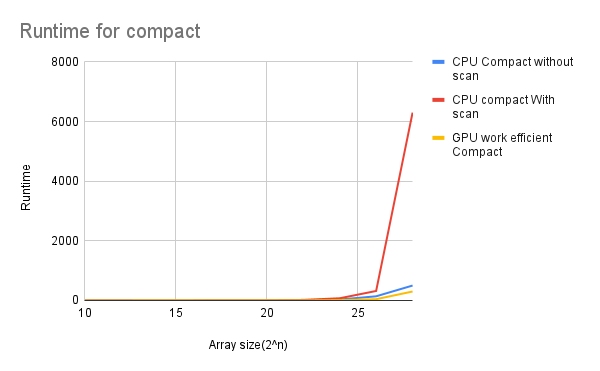 Runtime for compact
8000
6000
4000
2000
0
Runtime
10
15
20
25
Array size(2^n)
CPU Compact without
scan
CPU compact With
scan
GPU work efficient
Compact